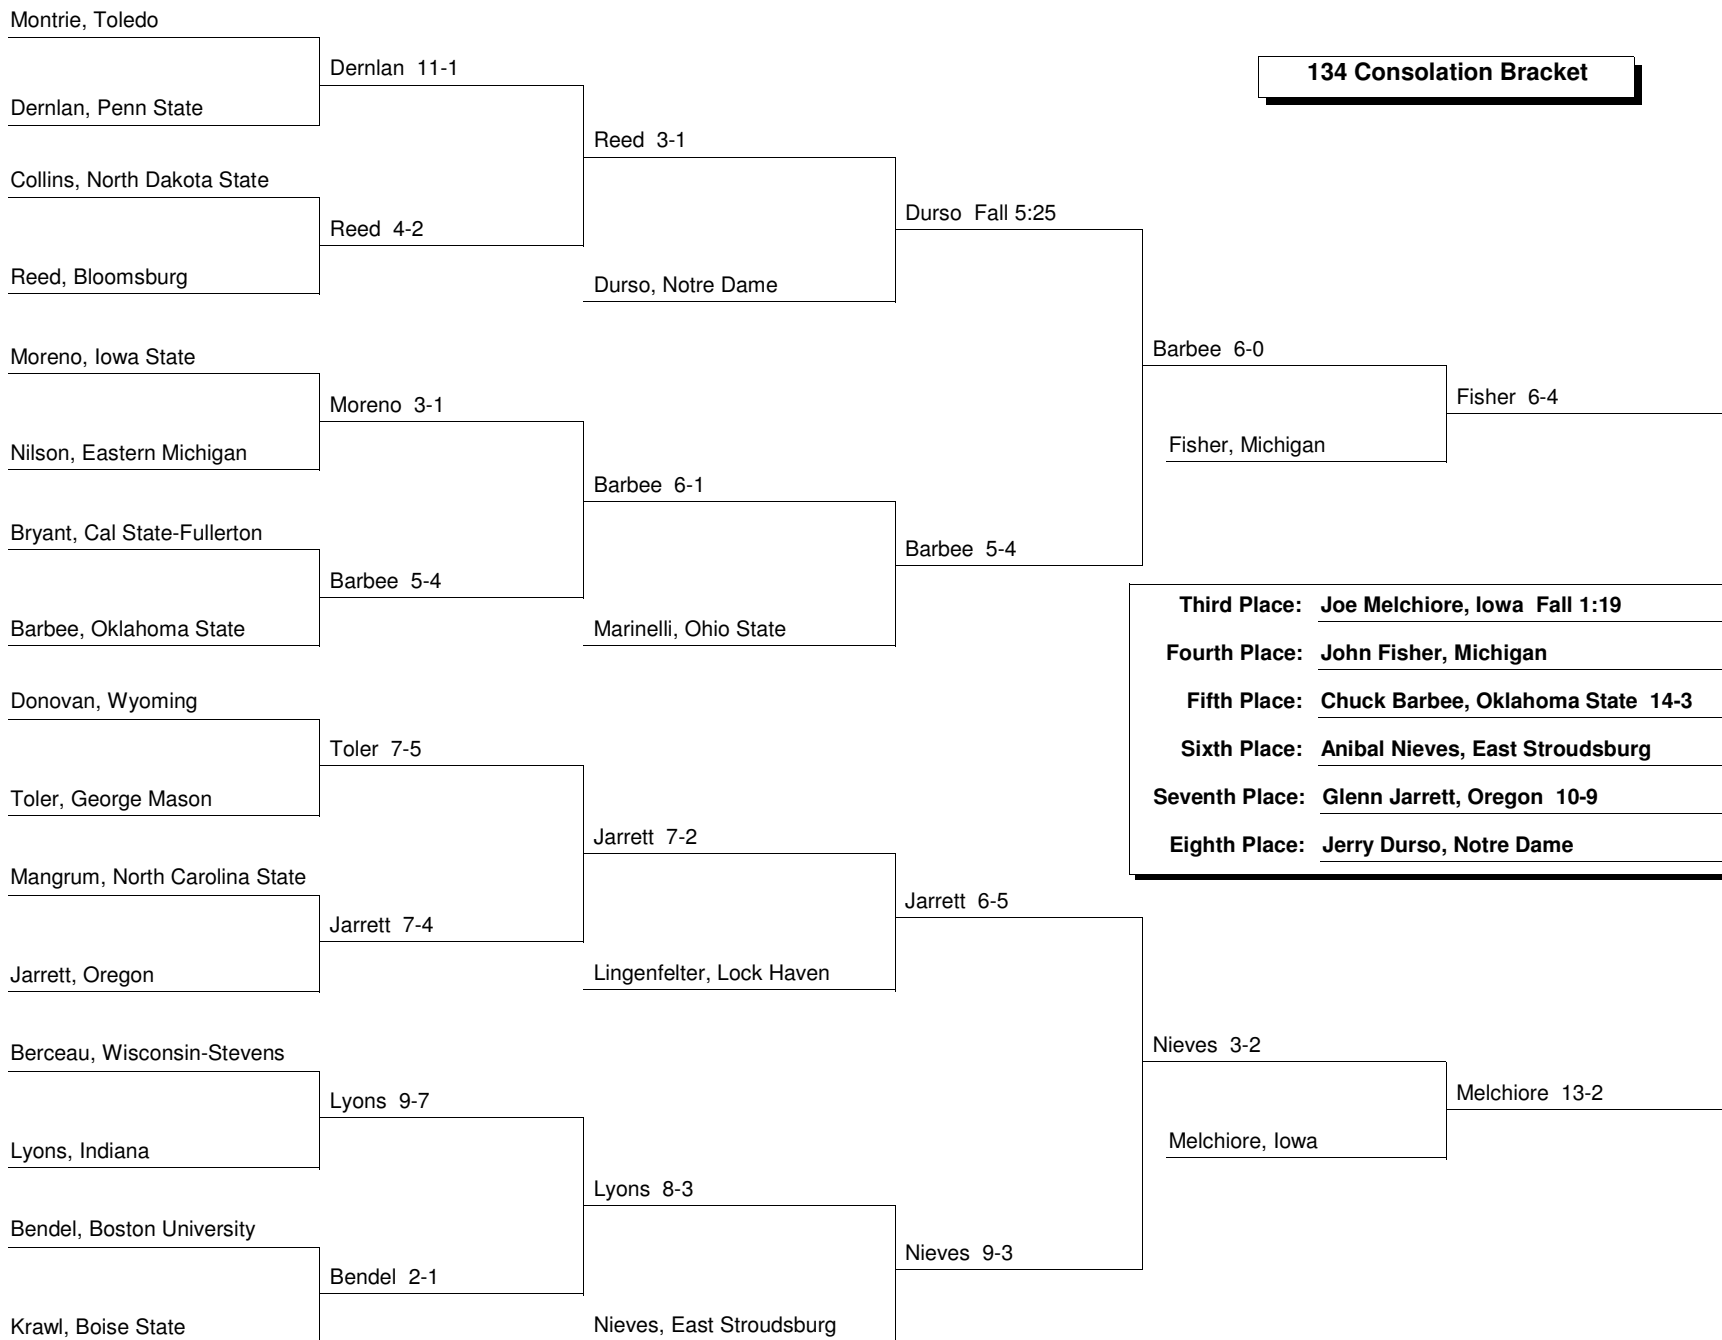 134 Consolation Bracket
Montrie, Toledo
Dernlan, Penn State
Collins, North Dakota State
Reed, Bloomsburg
Moreno, Iowa State
Nilson, Eastern Michigan
Bryant, Cal State-Fullerton
Barbee, Oklahoma State
Donovan, Wyoming
Toler, George Mason
Mangrum, North Carolina State
Jarrett, Oregon
Berceau, Wisconsin-Stevens
Lyons, Indiana
Bendel, Boston University
Krawl, Boise State
Dernlan 11-1
Reed 4-2
Moreno 3-1
Barbee 5-4
Toler 7-5
Jarrett 7-4
Lyons 9-7
Bendel 2-1
Reed 3-1
Durso, Notre Dame
Barbee 6-1
Marinelli, Ohio State
Jarrett 7-2
Lingenfelter, Lock Haven
Lyons 8-3
Nieves, East Stroudsburg
Durso Fall 5:25
Barbee 5-4
Jarrett 6-5
Nieves 9-3
Barbee 6-0
Fisher, Michigan
Nieves 3-2
Melchiore, Iowa
Fisher 6-4
Melchiore 13-2
Third Place: Joe Melchiore, Iowa Fall 1:19
Fourth Place: John Fisher, Michigan
Fifth Place: Chuck Barbee, Oklahoma State 14-3
Sixth Place: Anibal Nieves, East Stroudsburg
Seventh Place: Glenn Jarrett, Oregon 10-9
Eighth Place: Jerry Durso, Notre Dame